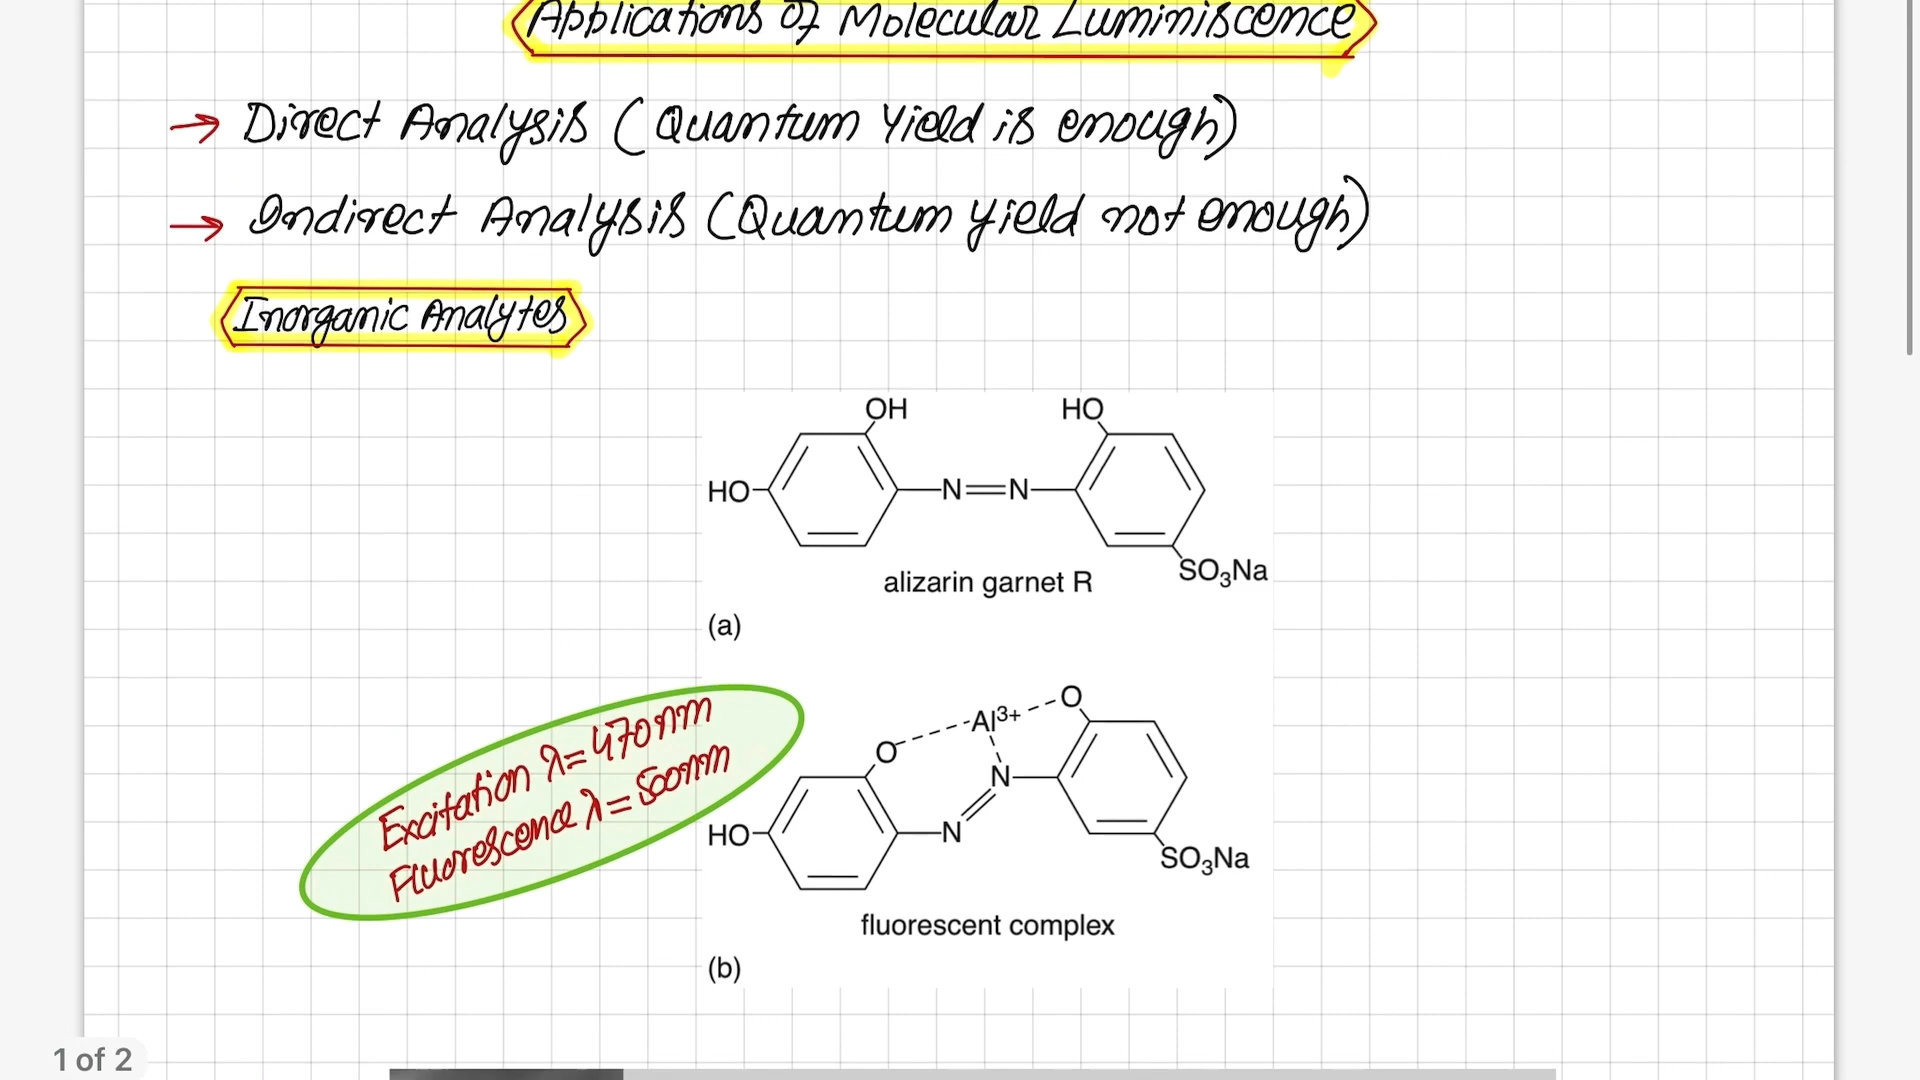 Applications of Molecular Luminiscence
→ Direct Analysis (Quantum Yield is enough)
→ Indirect Analysis (Quantum yield not enough)
Inorganic Analytes
OH HO
HO N N
SO₃Na
alizarin garnet R
(a)
Excitation λ=470nm
Fluorescence λ=500nm
O Al³⁺ O
N
HO N
SO₃Na
fluorescent complex
(b)
1 of 2